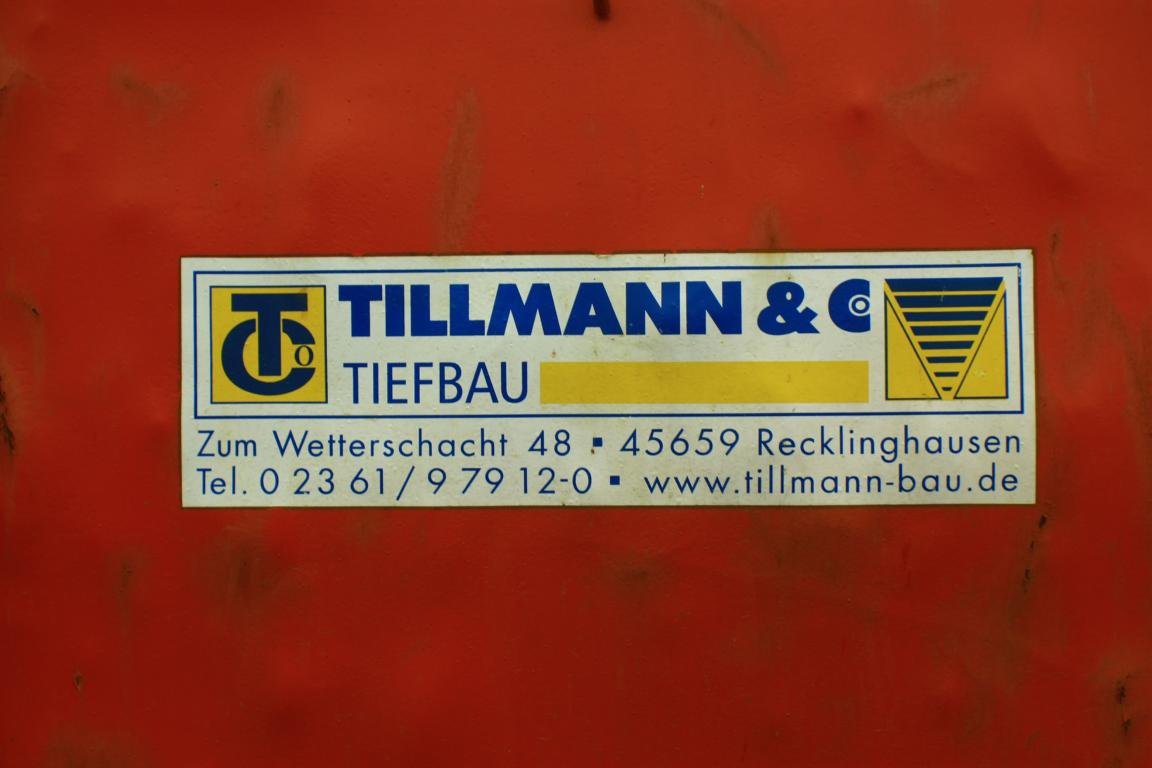 TCo
TILLMANN & Co
TIEFBAU
Zum Wetterschacht 48 ▪ 45659 Recklinghausen
Tel. 0 23 61/ 9 79 12-0 ▪ www.tillmann-bau.de